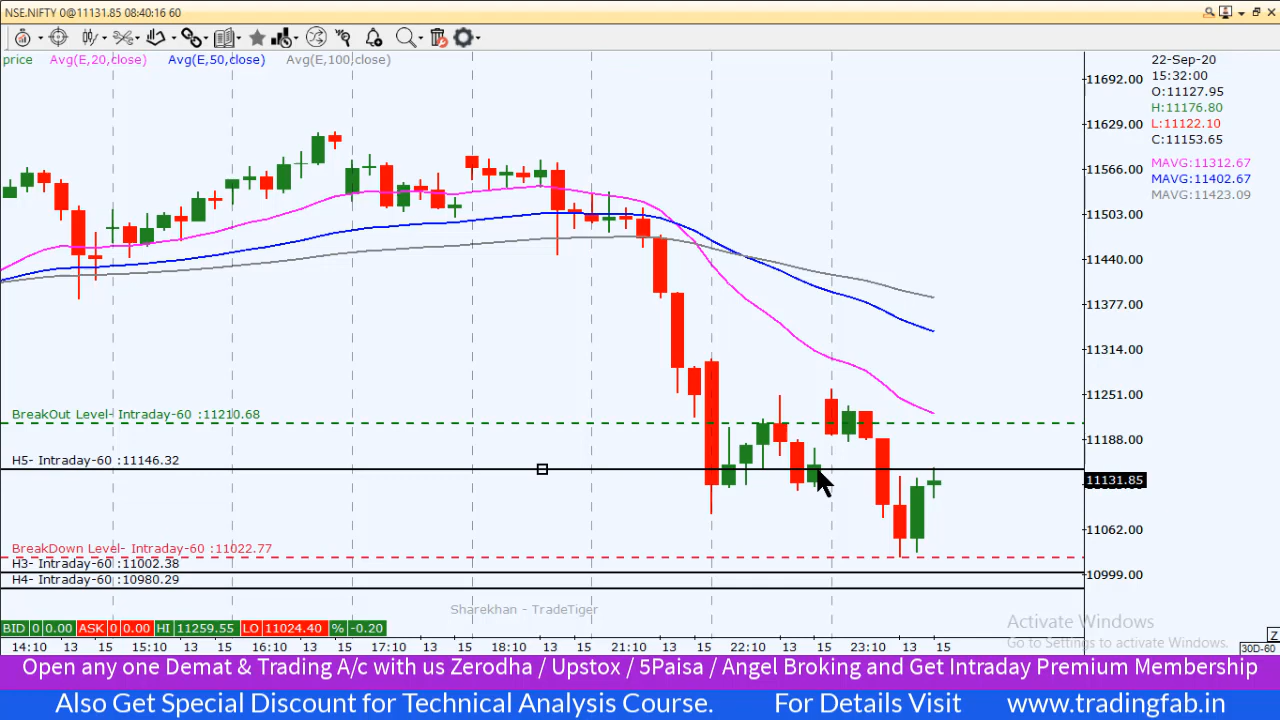 NSE.NIFTY 0@11131.85 08:40:16 60
price Avg(E,20,close) Avg(E,50,close) Avg(E,100,close)
22-Sep-20
15:32:00
O:11127.95
H:11176.80
L:11122.10
C:11153.65
MAVG:11312.67
MAVG:11402.67
MAVG:11423.09
11692.00
11629.00
11566.00
11503.00
11440.00
11377.00
11314.00
11251.00
11188.00
11131.85
11062.00
10999.00
BreakOut Level- Intraday-60 :11210.68
H5- Intraday-60 :11146.32
BreakDown Level- Intraday-60 :11022.77
H3- Intraday-60 :11002.38
H4- Intraday-60 :10980.29
Sharekhan - TradeTiger
Activate Windows
Go to Settings to activate Windows.
BID 0 0.00 ASK 0 0.00 HI 11259.55 LO 11024.40 % -0.20
Z
14:10 13 15 15:10 13 15 16:10 13 15 17:10 13 15 18:10 13 15 21:10 13 15 22:10 13 15 23:10 13 15 30D-60
Open any one Demat & Trading A/c with us Zerodha / Upstox / 5Paisa / Angel Broking and Get Intraday Premium Membership
Also Get Special Discount for Technical Analysis Course. For Details Visit www.tradingfab.in